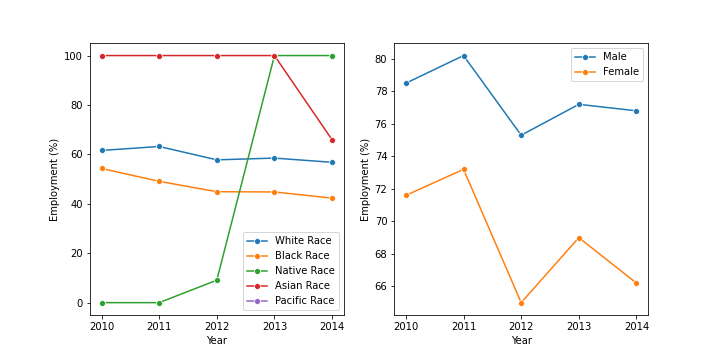 100
80
60
40
20
0
Employment (%)
2010 2011 2012 2013 2014
Year
White Race
Black Race
Native Race
Asian Race
Pacific Race
80
78
76
74
72
70
68
66
Employment (%)
2010 2011 2012 2013 2014
Year
Male
Female